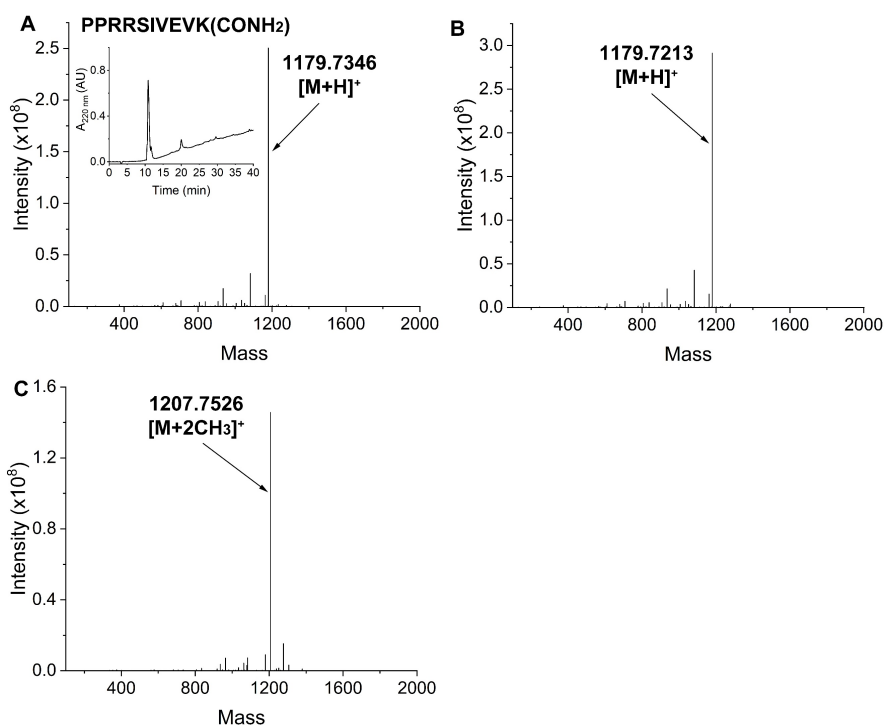 A PPRRSIVEVK(CONH2)
1179.7346
[M+H]+
Intensity (x10⁸)
2.5
2.0
1.5
1.0
0.5
0.0
400 800 1200 1600 2000
Mass
A220 nm (AU)
0.8
0.4
0.0
0 5 10 15 20 25 30 35 40
Time (min)
B
1179.7213
[M+H]+
Intensity (x10⁸)
3.0
2.5
2.0
1.5
1.0
0.5
0.0
400 800 1200 1600 2000
Mass
C
1207.7526
[M+2CH3]+
Intensity (x10⁸)
1.6
1.2
0.8
0.4
0.0
400 800 1200 1600 2000
Mass